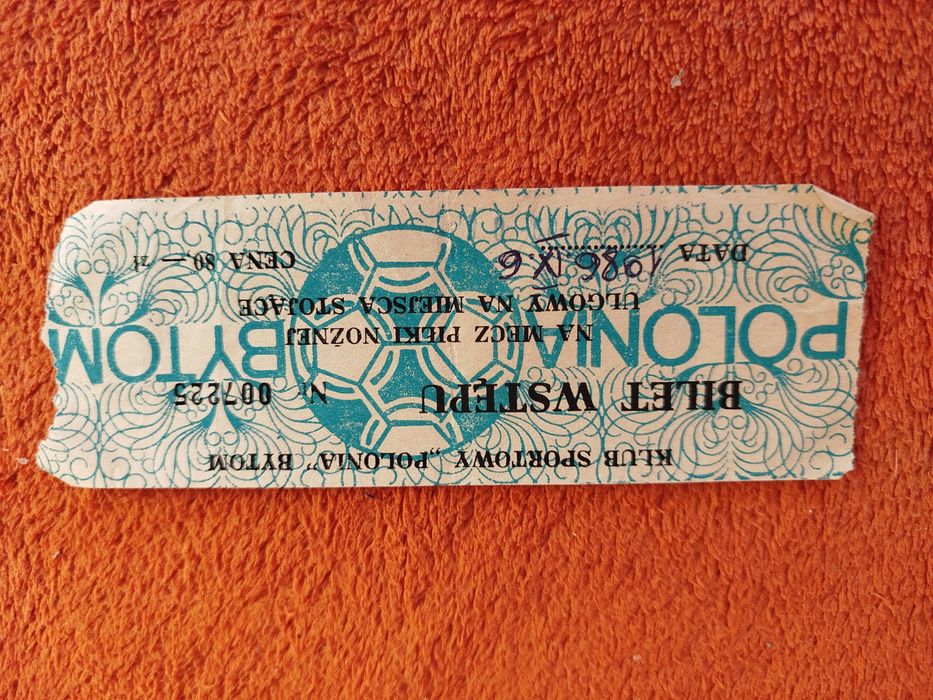 KLUB SPORTOWY „POLONIA” BYTOM
BILET WSTĘPU Nr 007225
NA MECZ PIŁKI NOŻNEJ
ULGOWY NA MIEJSCA STOJĄCE
DATA 1986.IX 6 CENA 80,— zł
POLONIA BYTOM